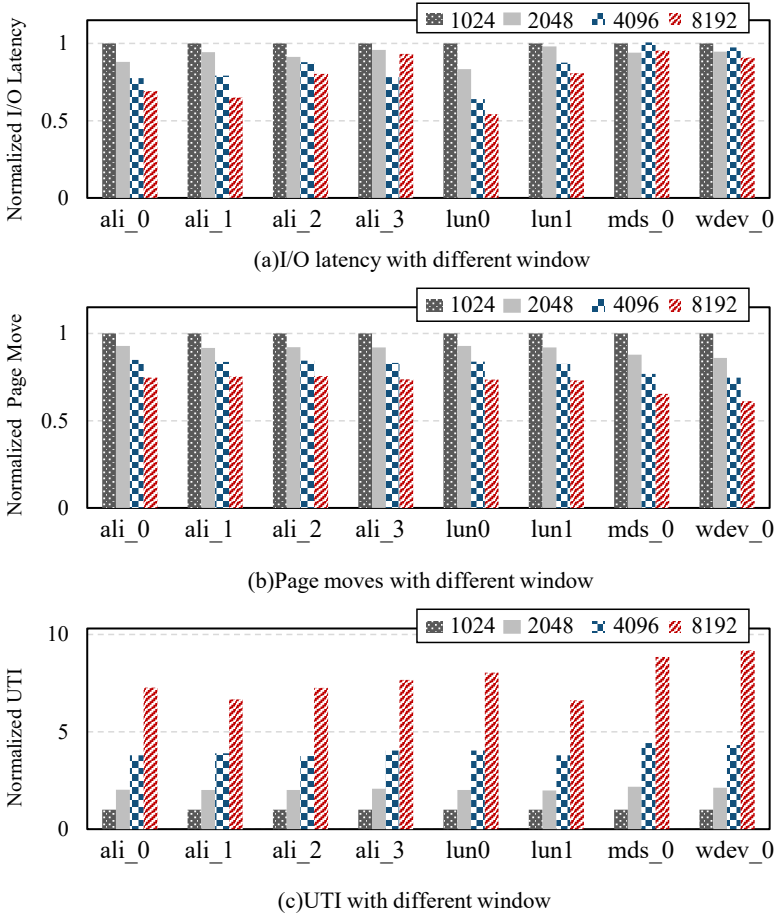 1024 2048 4096 8192
Normalized I/O Latency
1
0.5
0
ali_0 ali_1 ali_2 ali_3 lun0 lun1 mds_0 wdev_0
(a)I/O latency with different window
1024 2048 4096 8192
Normalized Page Move
1
0.5
0
ali_0 ali_1 ali_2 ali_3 lun0 lun1 mds_0 wdev_0
(b)Page moves with different window
1024 2048 4096 8192
Normalized UTI
10
5
0
ali_0 ali_1 ali_2 ali_3 lun0 lun1 mds_0 wdev_0
(c)UTI with different window